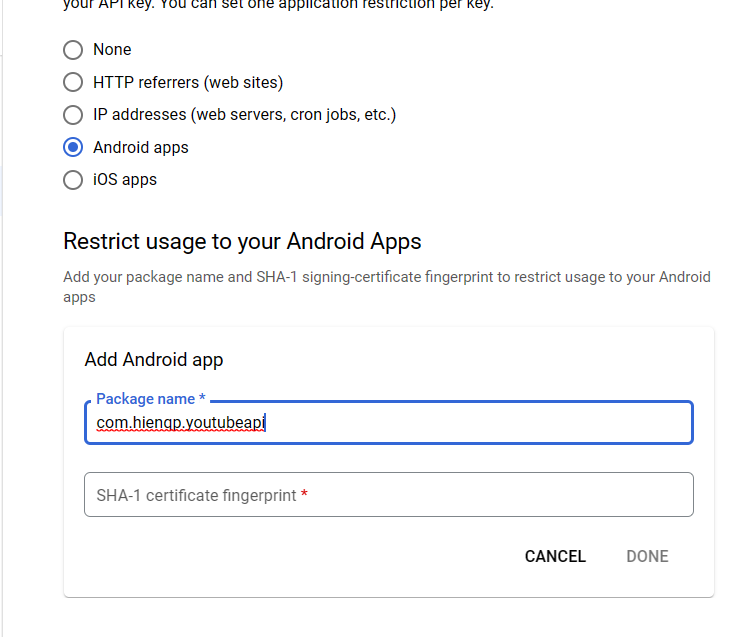 your API key. You can set one application restriction per key.
None
HTTP referrers (web sites)
IP addresses (web servers, cron jobs, etc.)
Android apps
iOS apps
Restrict usage to your Android Apps
Add your package name and SHA-1 signing-certificate fingerprint to restrict usage to your Android
apps
Add Android app
Package name *
com.hienqp.youtubeapi
SHA-1 certificate fingerprint *
CANCEL DONE